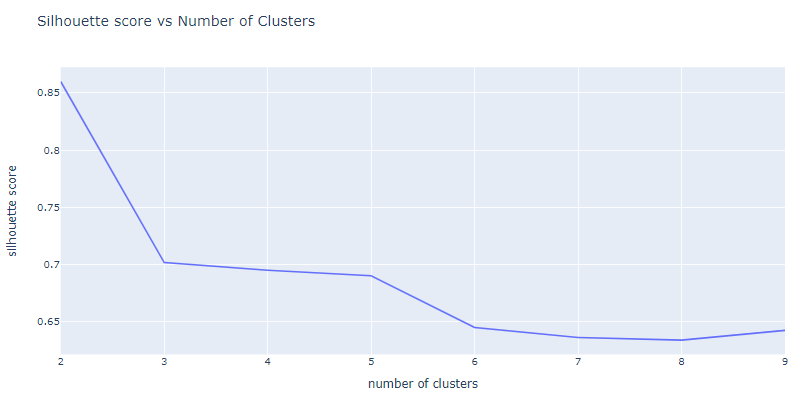 Silhouette score vs Number of Clusters
silhouette score
0.85
0.8
0.75
0.7
0.65
2 3 4 5 6 7 8 9
number of clusters